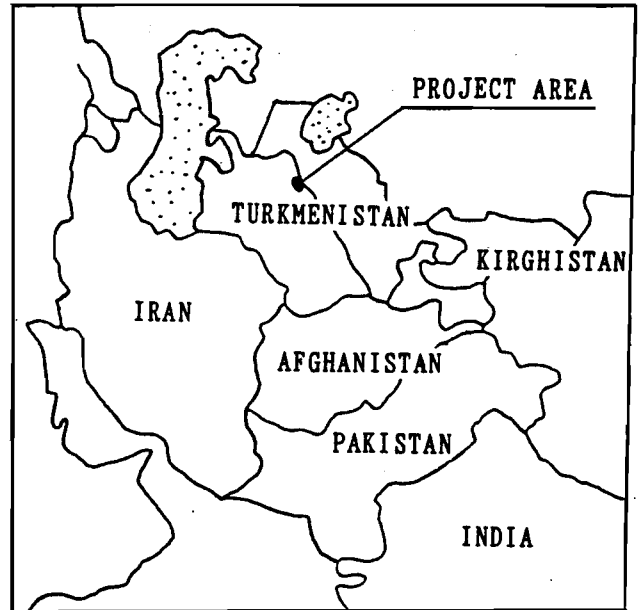 PROJECT AREA
TURKMENISTAN
KIRGHISTAN
IRAN
AFGHANISTAN
PAKISTAN
INDIA